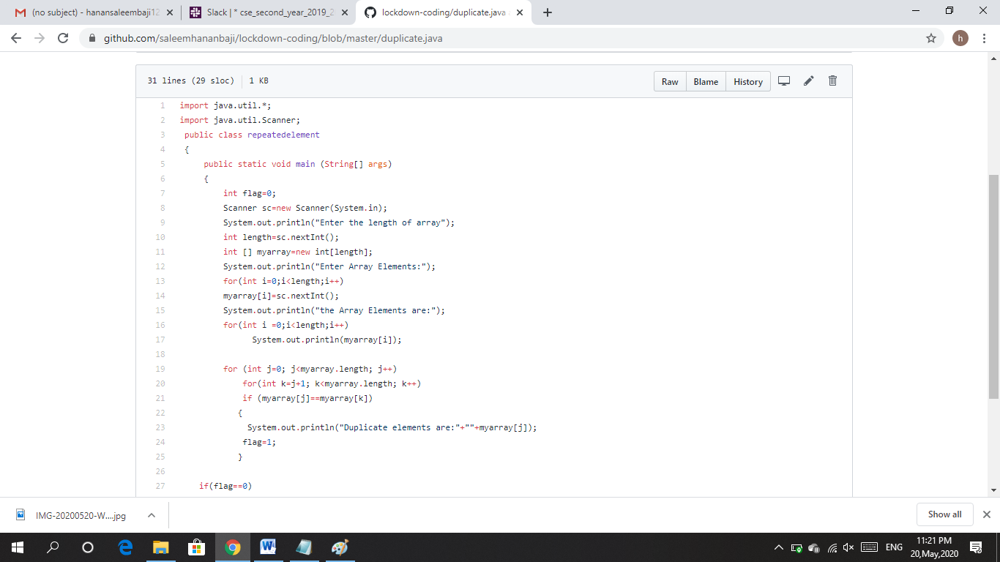 (no subject) - hanansaleembaji12
Slack | * cse_second_year_2019_2
lockdown-coding/duplicate.java
github.com/saleemhananbaji/lockdown-coding/blob/master/duplicate.java
31 lines (29 sloc) 1 KB
Raw Blame History
1 import java.util.*;
2 import java.util.Scanner;
3 public class repeatedelement
4 {
5 public static void main (String[] args)
6 {
7 int flag=0;
8 Scanner sc=new Scanner(System.in);
9 System.out.println("Enter the length of array");
10 int length=sc.nextInt();
11 int [] myarray=new int[length];
12 System.out.println("Enter Array Elements:");
13 for(int i=0;i<length;i++)
14 myarray[i]=sc.nextInt();
15 System.out.println("the Array Elements are:");
16 for(int i =0;i<length;i++)
17 System.out.println(myarray[i]);
18
19 for (int j=0; j<myarray.length; j++)
20 for(int k=j+1; k<myarray.length; k++)
21 if (myarray[j]==myarray[k])
22 {
23 System.out.println("Duplicate elements are:"+""+myarray[j]);
24 flag=1;
25 }
26
27 if(flag==0)
IMG-20200520-W....jpg
Show all
ENG
11:21 PM
20,May,2020
h